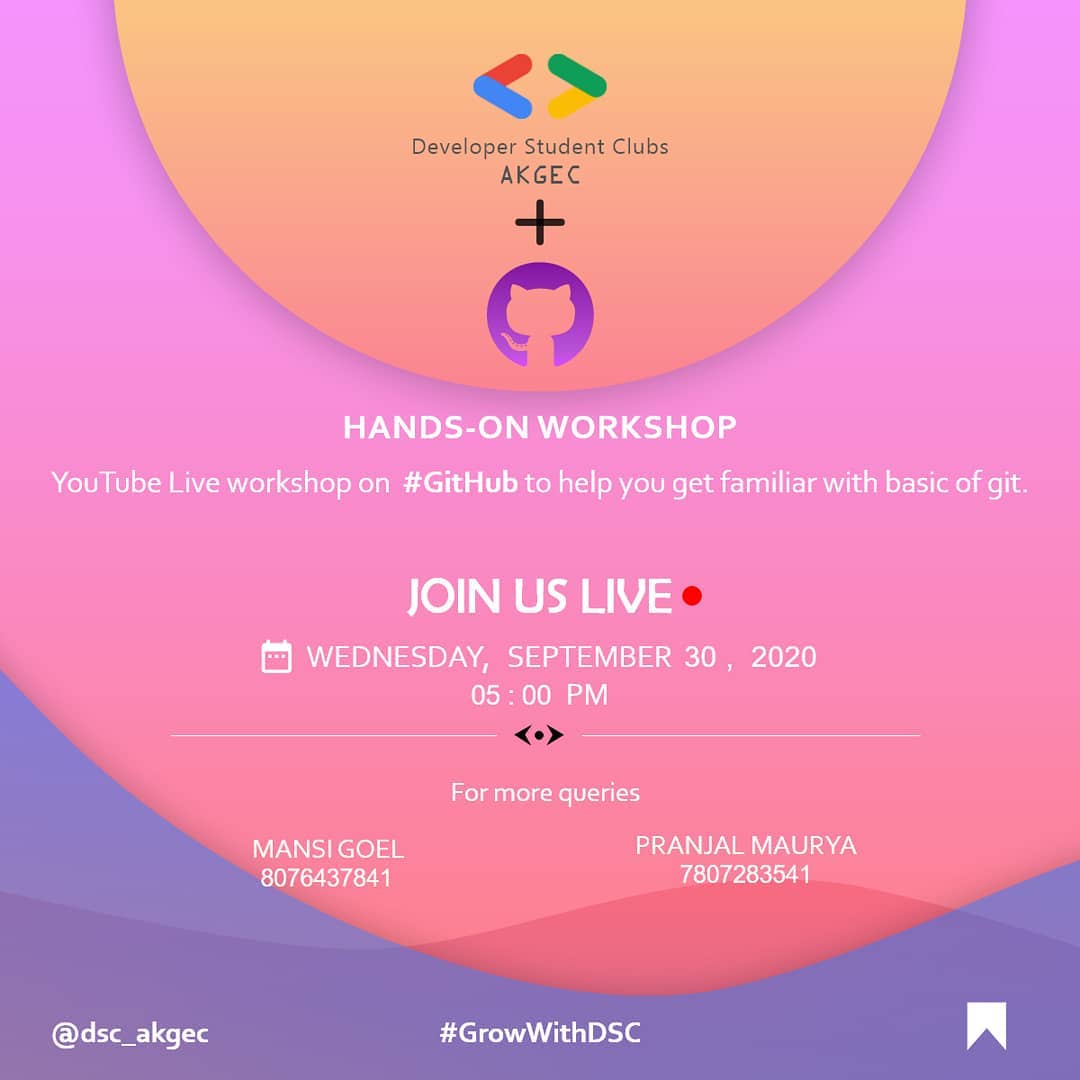 Developer Student Clubs
AKGEC
HANDS-ON WORKSHOP
YouTube Live workshop on #GitHub to help you get familiar with basic of git.
JOIN US LIVE
WEDNESDAY, SEPTEMBER 30 , 2020
05 : 00 PM
For more queries
MANSI GOEL
8076437841
PRANJAL MAURYA
7807283541
@dsc_akgec
#GrowWithDSC